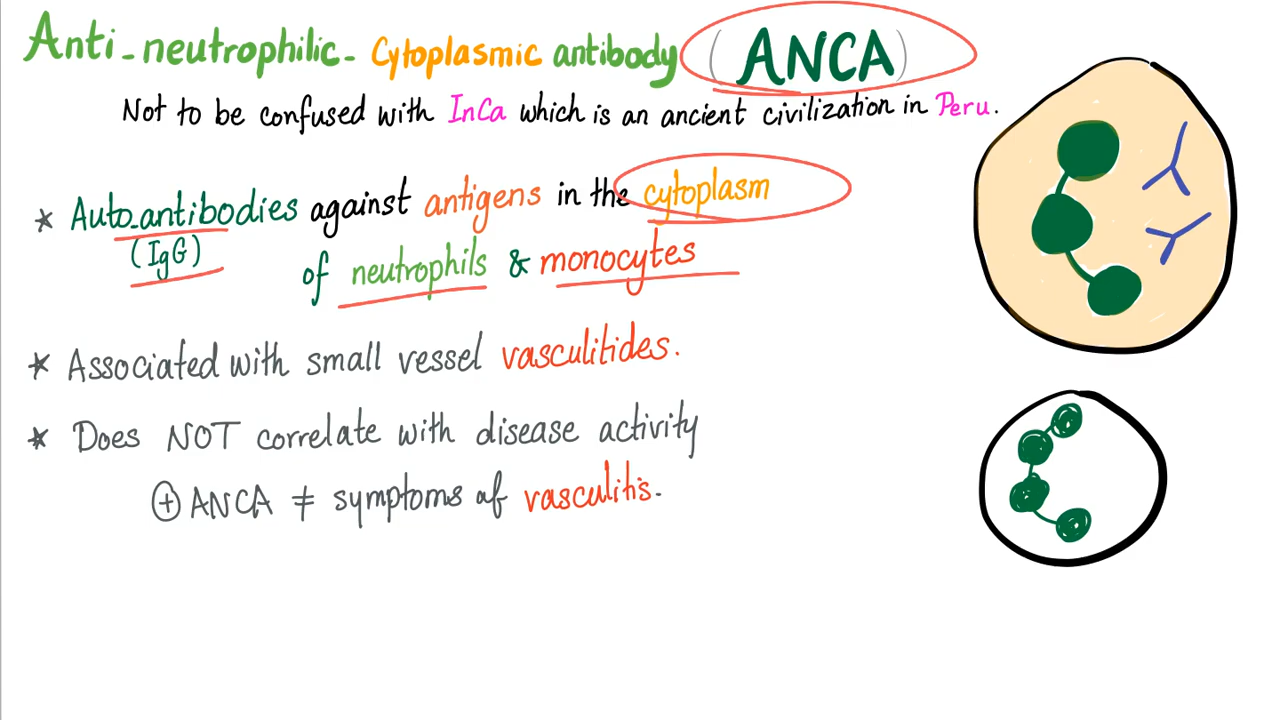 Anti-neutrophilic-Cytoplasmic antibody (ANCA)
Not to be confused with InCa which is an ancient civilization in Peru.
* Auto-antibodies against antigens in the cytoplasm
(IgG) of neutrophils & monocytes
* Associated with small vessel vasculitides.
* Does NOT correlate with disease activity
⊕ ANCA ≠ symptoms of vasculitis.